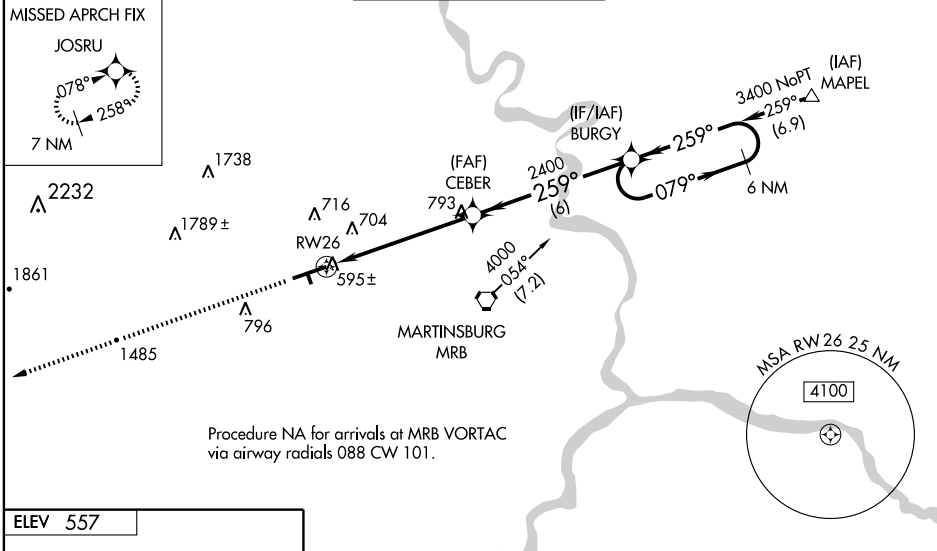 MISSED APRCH FIX
JOSRU
078°
258°
7 NM
2232
1738
1789±
1861
1485
716
704
793
RW26
595±
796
(FAF)
CEBER
2400
259°
(6)
(IF/IAF)
BURGY
259°
079°
6 NM
3400 NoPT
259°
(6.9)
(IAF)
MAPEL
4000
054°
(7.2)
MARTINSBURG
MRB
Procedure NA for arrivals at MRB VORTAC
via airway radials 088 CW 101.
MSA RW26 25 NM
4100
ELEV 557